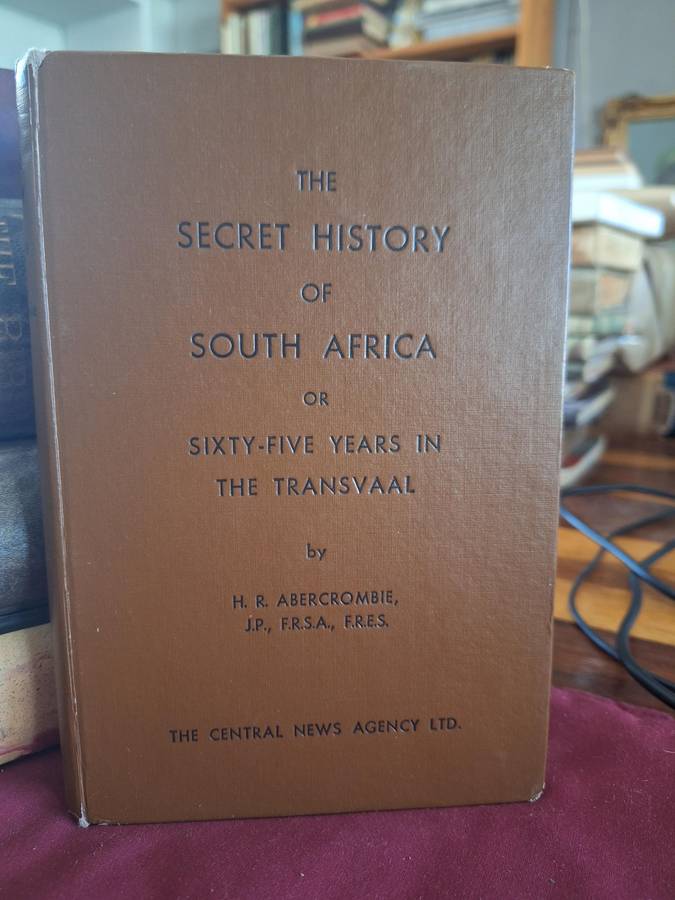 THE
SECRET HISTORY
OF
SOUTH AFRICA
OR
SIXTY-FIVE YEARS IN
THE TRANSVAAL
by
H. R. ABERCROMBIE,
J.P., F.R.S.A., F.R.E.S.
THE CENTRAL NEWS AGENCY LTD.